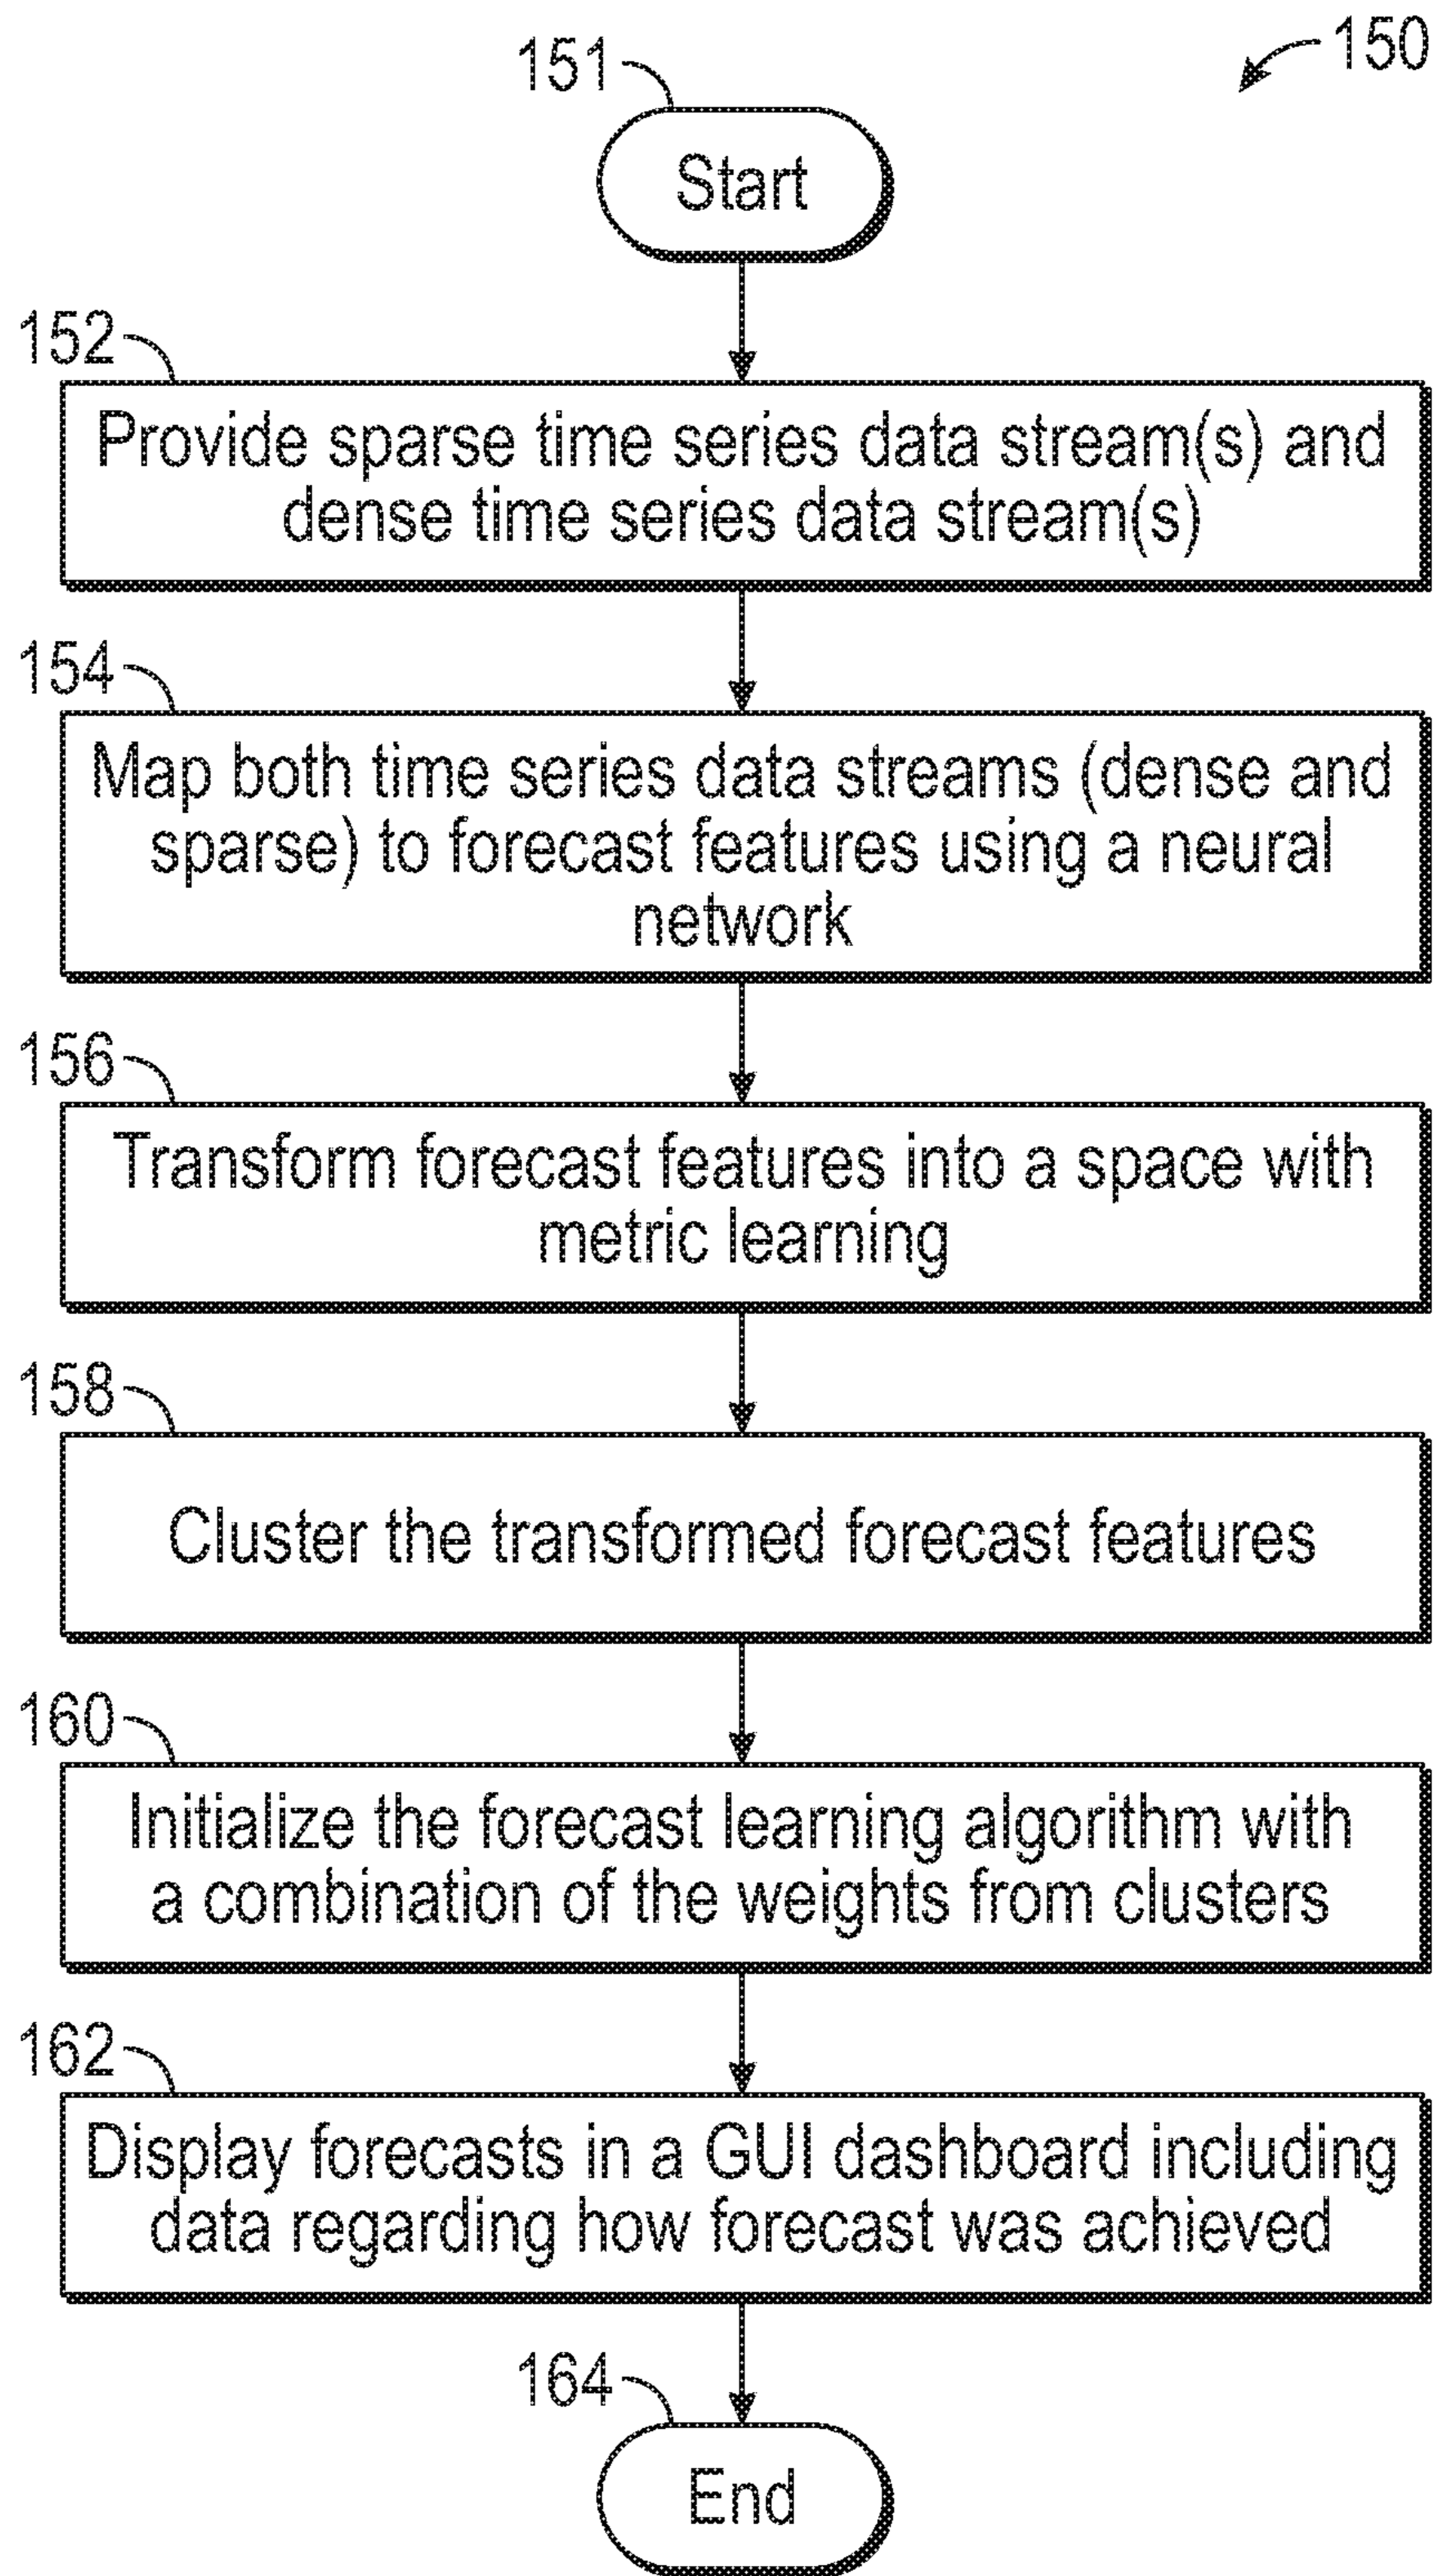 150
151
Start
152
Provide sparse time series data stream(s) and
dense time series data stream(s)
154
Map both time series data streams (dense and
sparse) to forecast features using a neural
network
156
Transform forecast features into a space with
metric learning
158
Cluster the transformed forecast features
160
Initialize the forecast learning algorithm with
a combination of the weights from clusters
162
Display forecasts in a GUI dashboard including
data regarding how forecast was achieved
164
End